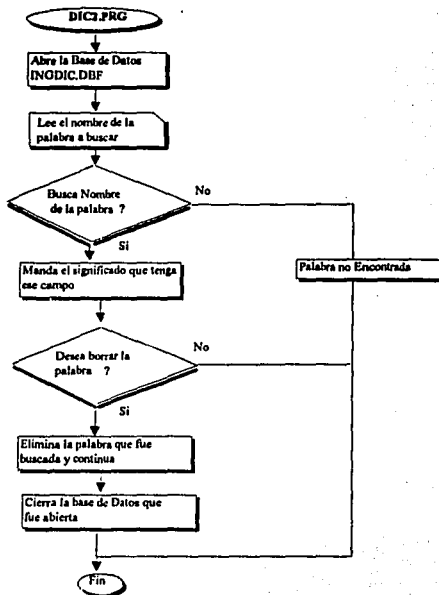 DIC2.PRG
Abre la Base de Datos
INGDIC.DBF
Lee el nombre de la
palabra a buscar
Busca Nombre
de la palabra ?
No
Si
Manda el significado que tenga
ese campo
Palabra no Encontrada
Desea borrar la
palabra ?
No
Si
Elimina la palabra que fue
buscada y continua
Cierra la base de Datos que
fue abierta
Fin